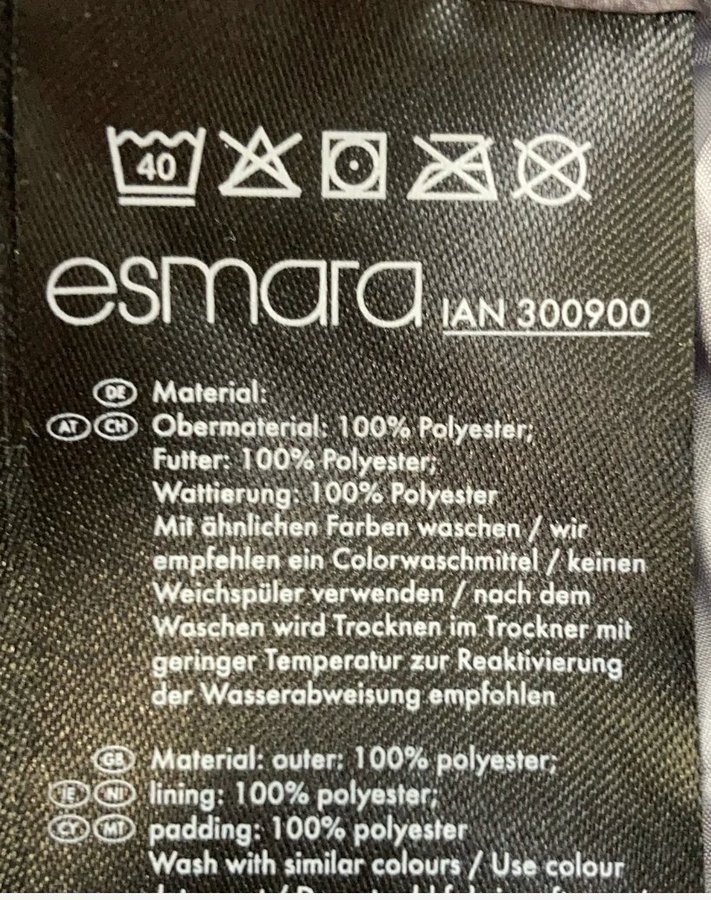 40
esmara IAN 300900
DE Material:
AT CH Obermaterial: 100% Polyester;
Futter: 100% Polyester;
Wattierung: 100% Polyester
Mit ähnlichen Farben waschen / wir
empfehlen ein Colorwaschmittel / keinen
Weichspüler verwenden / nach dem
Waschen wird Trocknen im Trockner mit
geringer Temperatur zur Reaktivierung
der Wasserabweisung empfohlen
GB Material: outer: 100% polyester;
IE NI lining: 100% polyester;
CY MT padding: 100% polyester
Wash with similar colours / Use colour